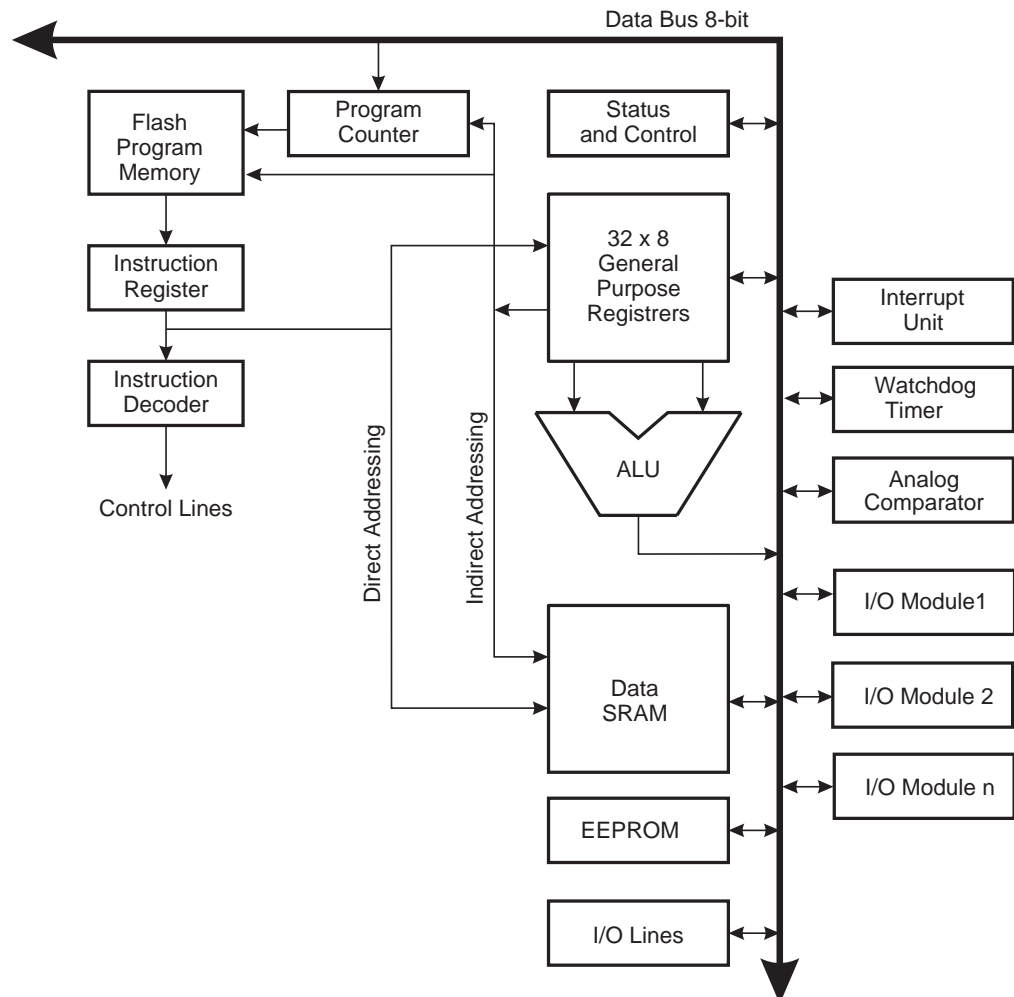 Data Bus 8-bit
Flash
Program
Memory
Program
Counter
Status
and Control
32 x 8
General
Purpose
Registrers
Instruction
Register
Interrupt
Unit
Instruction
Decoder
Watchdog
Timer
ALU
Analog
Comparator
Control Lines
Direct Addressing
Indirect Addressing
I/O Module1
Data
SRAM
I/O Module 2
I/O Module n
EEPROM
I/O Lines